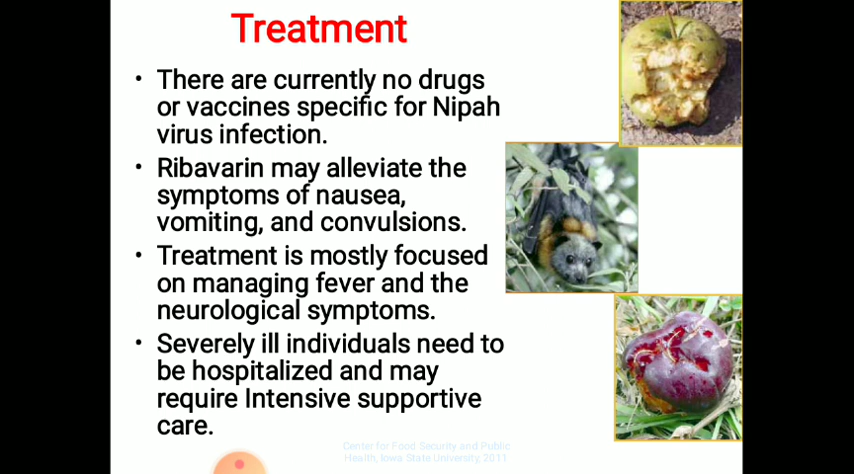 Treatment
• There are currently no drugs
or vaccines specific for Nipah
virus infection.
• Ribavarin may alleviate the
symptoms of nausea,
vomiting, and convulsions.
• Treatment is mostly focused
on managing fever and the
neurological symptoms.
• Severely ill individuals need to
be hospitalized and may
require Intensive supportive
care.
Center for Food Security and Public
Health, Iowa State University, 2011